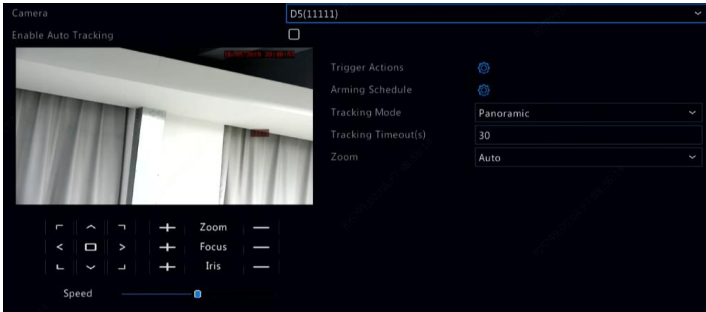 Camera
D5(11111)
Enable Auto Tracking
Trigger Actions
Arming Schedule
Tracking Mode
Panoramic
Tracking Timeout(s)
30
Zoom
Auto
Zoom
Focus
Iris
Speed